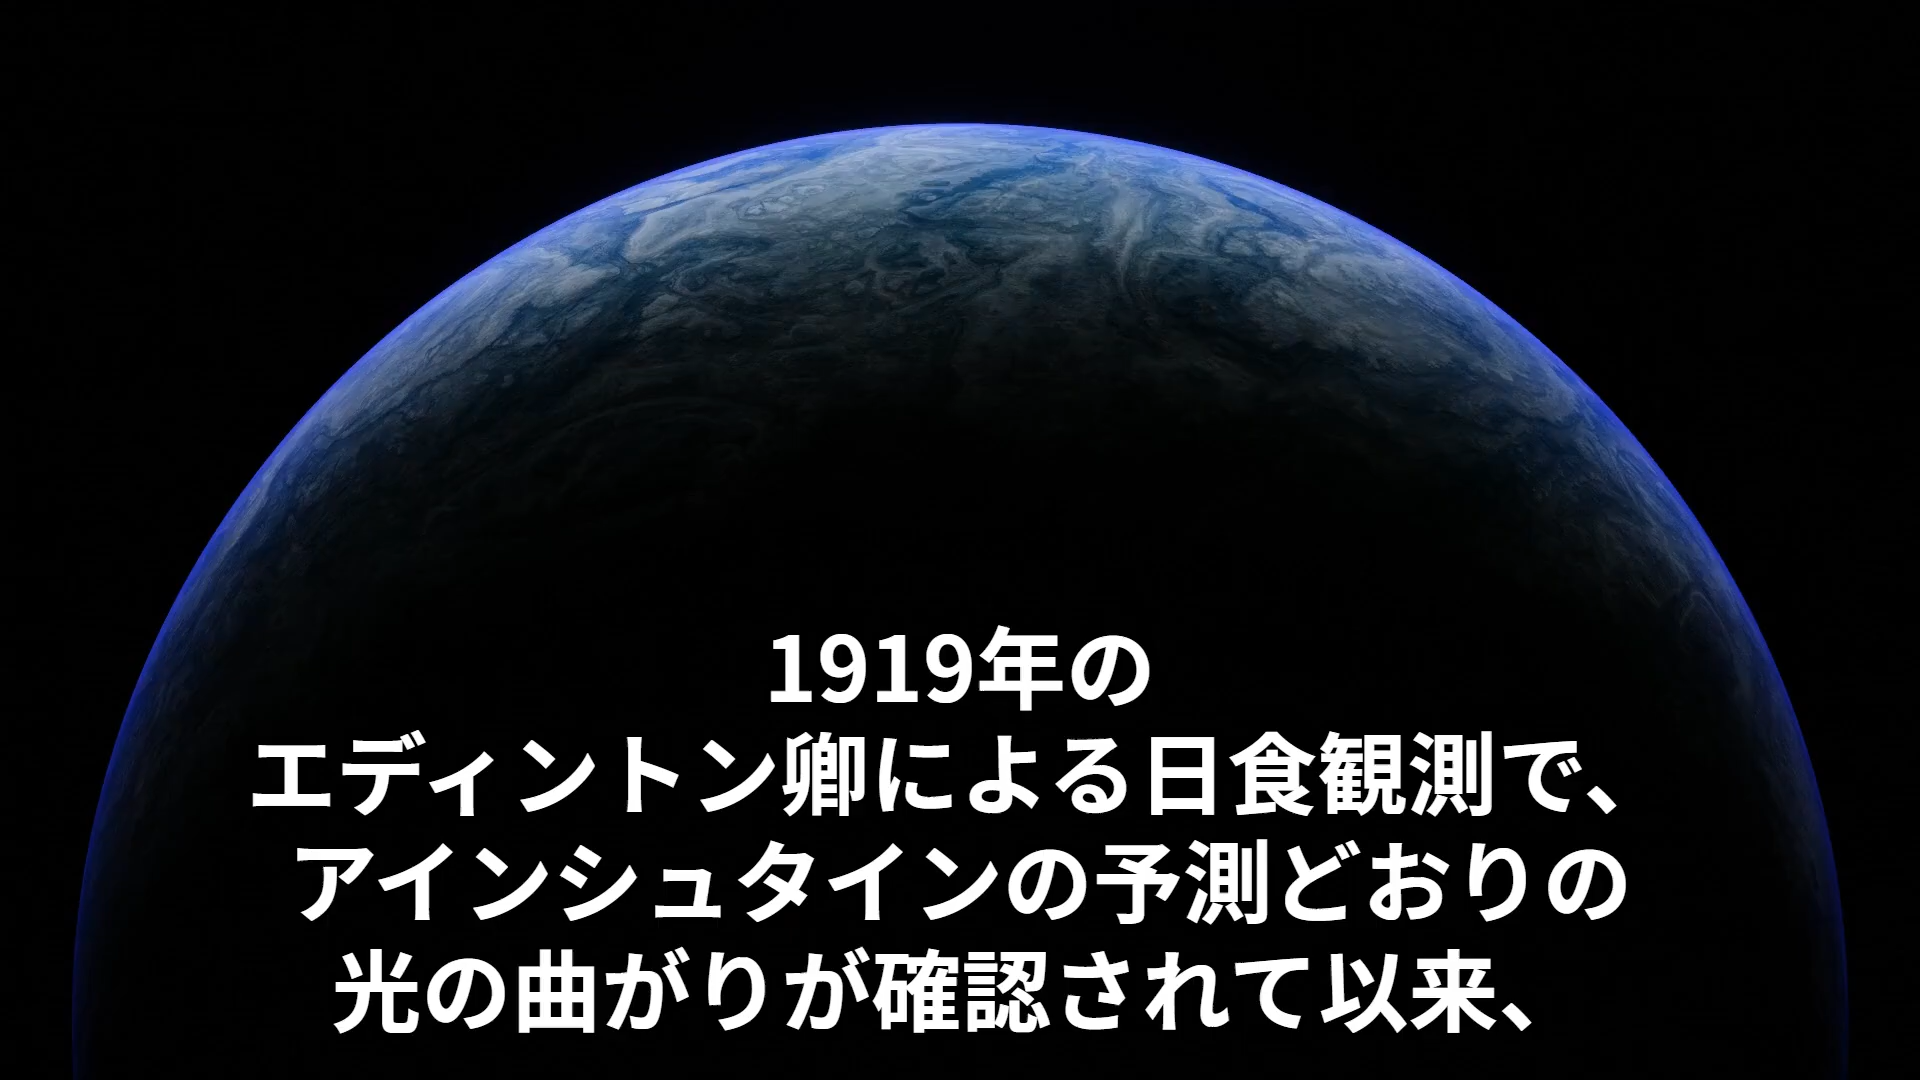 1919年の
エディントン卿による日食観測で、
アインシュタインの予測どおりの
光の曲がりが確認されて以来、